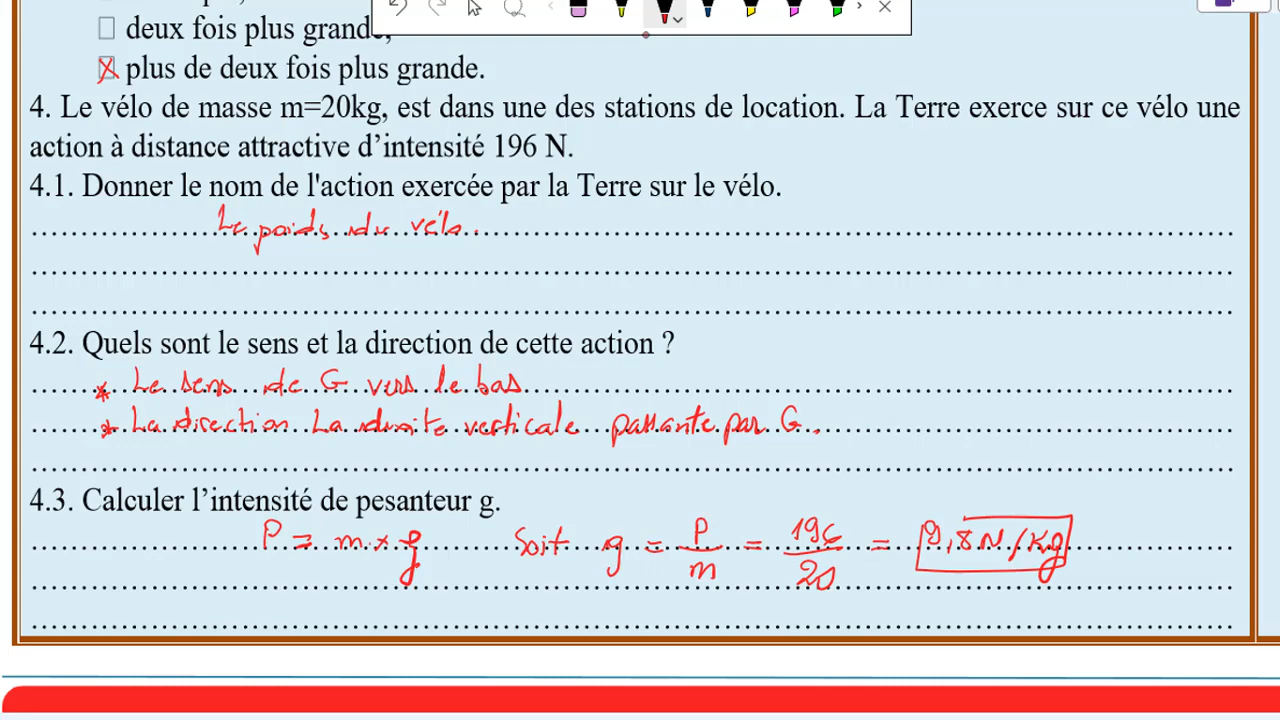 deux fois plus grande,
plus de deux fois plus grande.
4. Le vélo de masse m=20kg, est dans une des stations de location. La Terre exerce sur ce vélo une
action à distance attractive d’intensité 196 N.
4.1. Donner le nom de l'action exercée par la Terre sur le vélo.
Le poids du vélo.
4.2. Quels sont le sens et la direction de cette action ?
* Le sens de G vers le bas
* La direction La droite verticale passante par G.
4.3. Calculer l’intensité de pesanteur g.
P = m × g Soit g = P/m = 196/20 = 9,8 N/Kg